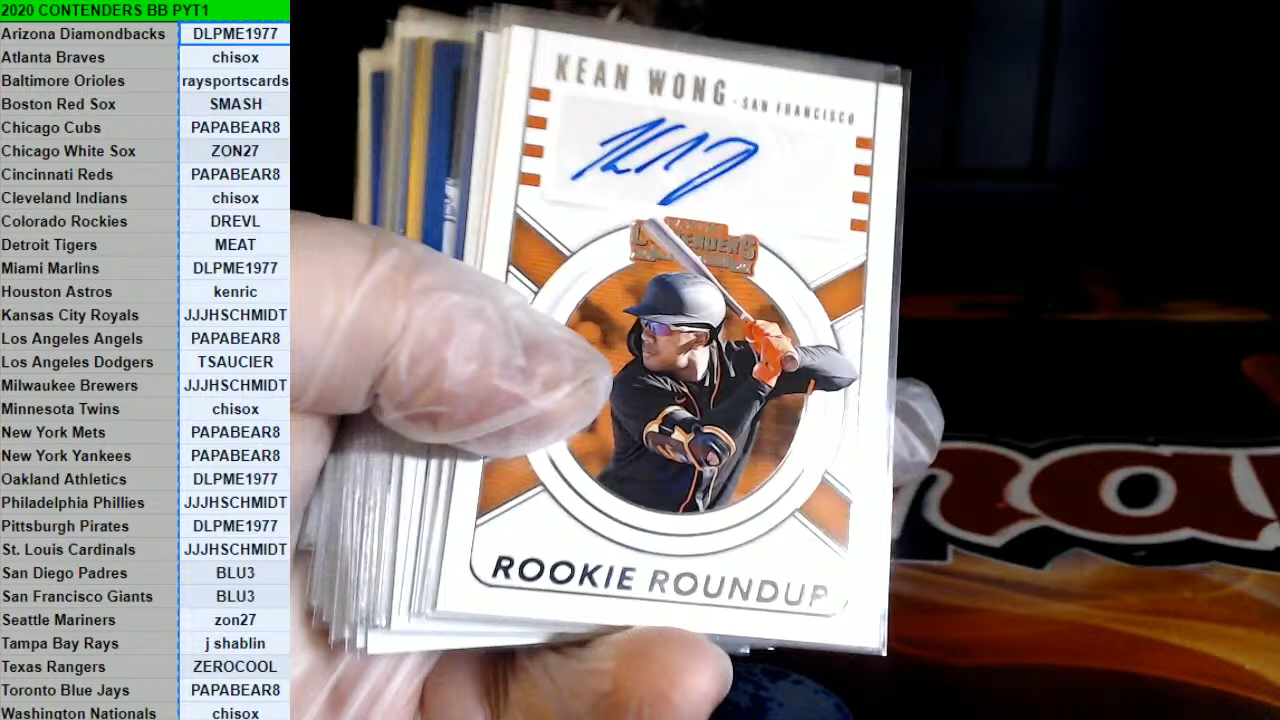 2020 CONTENDERS BB PYT1
Arizona Diamondbacks DLPME1977
Atlanta Braves chisox
Baltimore Orioles raysportscards
Boston Red Sox SMASH
Chicago Cubs PAPABEAR8
Chicago White Sox ZON27
Cincinnati Reds PAPABEAR8
Cleveland Indians chisox
Colorado Rockies DREVL
Detroit Tigers MEAT
Miami Marlins DLPME1977
Houston Astros kenric
Kansas City Royals JJJHSCHMIDT
Los Angeles Angels PAPABEAR8
Los Angeles Dodgers TSAUCIER
Milwaukee Brewers JJJHSCHMIDT
Minnesota Twins chisox
New York Mets PAPABEAR8
New York Yankees PAPABEAR8
Oakland Athletics DLPME1977
Philadelphia Phillies JJJHSCHMIDT
Pittsburgh Pirates DLPME1977
St. Louis Cardinals JJJHSCHMIDT
San Diego Padres BLU3
San Francisco Giants BLU3
Seattle Mariners zon27
Tampa Bay Rays j shablin
Texas Rangers ZEROCOOL
Toronto Blue Jays PAPABEAR8
Washington Nationals chisox
KEAN WONG - SAN FRANCISCO
CONTENDERS
ROOKIE ROUNDUP